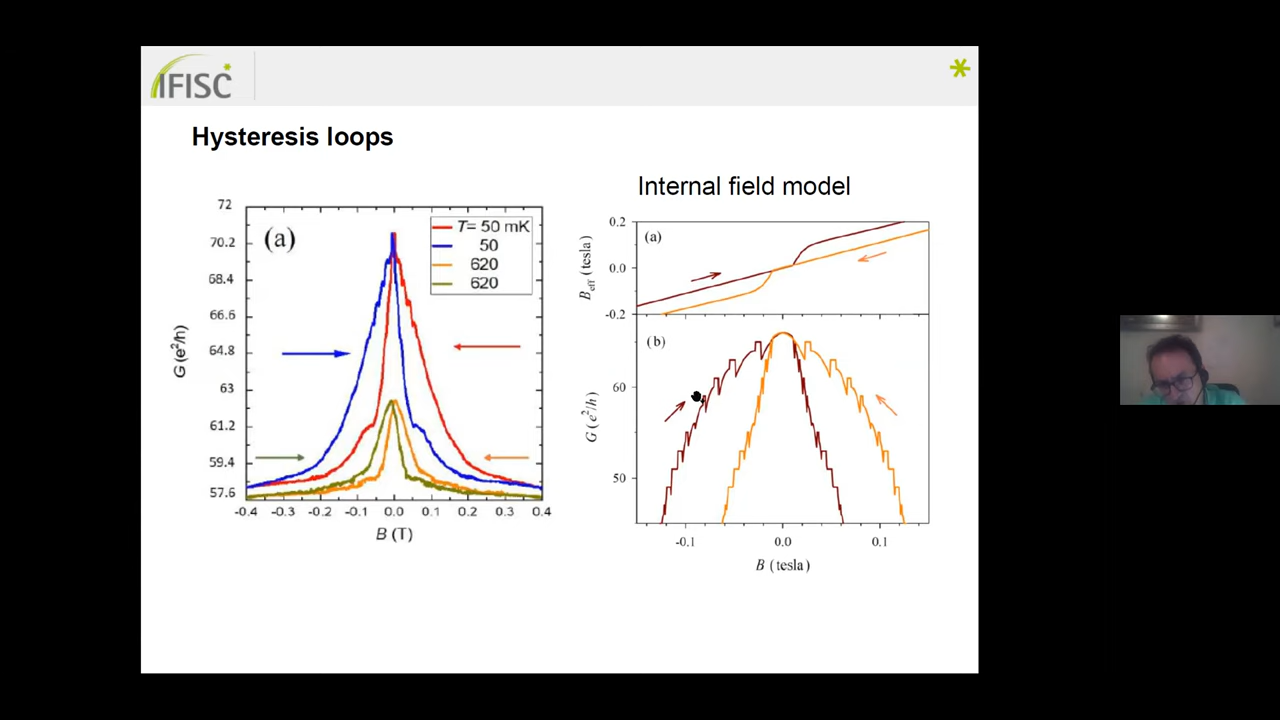 IFISC
Hysteresis loops
Internal field model
72
70.2
68.4
66.6
64.8
63
61.2
59.4
57.6
G (e²/h)
(a)
T= 50 mK
50
620
620
-0.4 -0.3 -0.2 -0.1 0.0 0.1 0.2 0.3 0.4
B (T)
0.2
0.0
-0.2
B_eff (tesla)
(a)
(b)
60
50
G (e²/h)
-0.1 0.0 0.1
B (tesla)